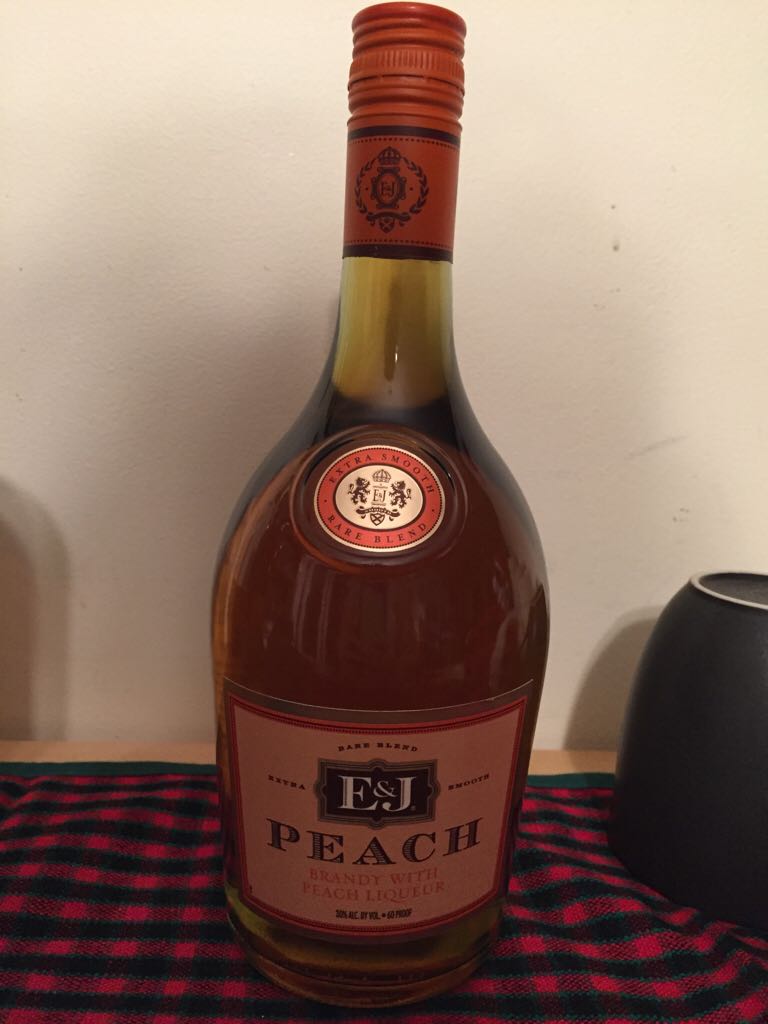 E&J
EXTRA SMOOTH
E&J
RARE BLEND
RARE BLEND
EXTRA E&J SMOOTH
PEACH
BRANDY WITH
PEACH LIQUEUR
30% ALC. BY VOL. • 60 PROOF